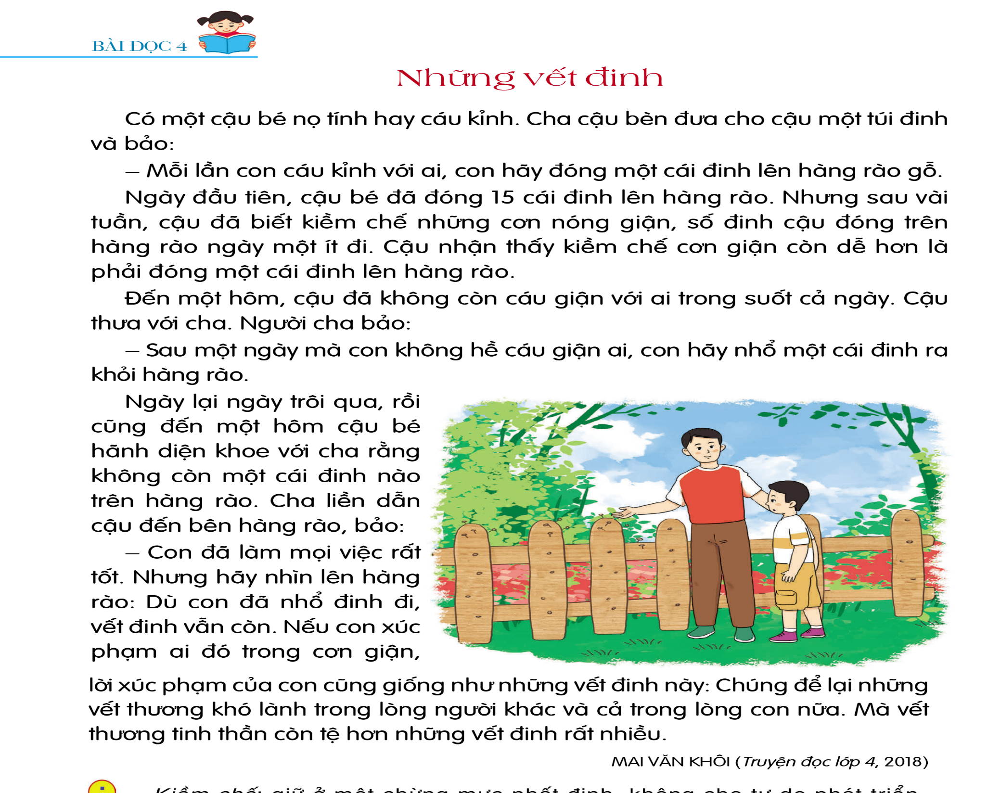 BÀI ĐỌC 4
Những vết đinh
Có một cậu bé nọ tính hay cáu kỉnh. Cha cậu bèn đưa cho cậu một túi đinh
và bảo:
– Mỗi lần con cáu kỉnh với ai, con hãy đóng một cái đinh lên hàng rào gỗ.
Ngày đầu tiên, cậu bé đã đóng 15 cái đinh lên hàng rào. Nhưng sau vài
tuần, cậu đã biết kiềm chế những cơn nóng giận, số đinh cậu đóng trên
hàng rào ngày một ít đi. Cậu nhận thấy kiềm chế cơn giận còn dễ hơn là
phải đóng một cái đinh lên hàng rào.
Đến một hôm, cậu đã không còn cáu giận với ai trong suốt cả ngày. Cậu
thưa với cha. Người cha bảo:
– Sau một ngày mà con không hề cáu giận ai, con hãy nhổ một cái đinh ra
khỏi hàng rào.
Ngày lại ngày trôi qua, rồi
cũng đến một hôm cậu bé
hãnh diện khoe với cha rằng
không còn một cái đinh nào
trên hàng rào. Cha liền dẫn
cậu đến bên hàng rào, bảo:
– Con đã làm mọi việc rất
tốt. Nhưng hãy nhìn lên hàng
rào: Dù con đã nhổ đinh đi,
vết đinh vẫn còn. Nếu con xúc
phạm ai đó trong cơn giận,
lời xúc phạm của con cũng giống như những vết đinh này: Chúng để lại những
vết thương khó lành trong lòng người khác và cả trong lòng con nữa. Mà vết
thương tinh thần còn tệ hơn những vết đinh rất nhiều.
MAI VĂN KHÔI (Truyện đọc lớp 4, 2018)
Kiềm chế: giữ ở một chừng mực nhất định, không cho tự do phát triển.